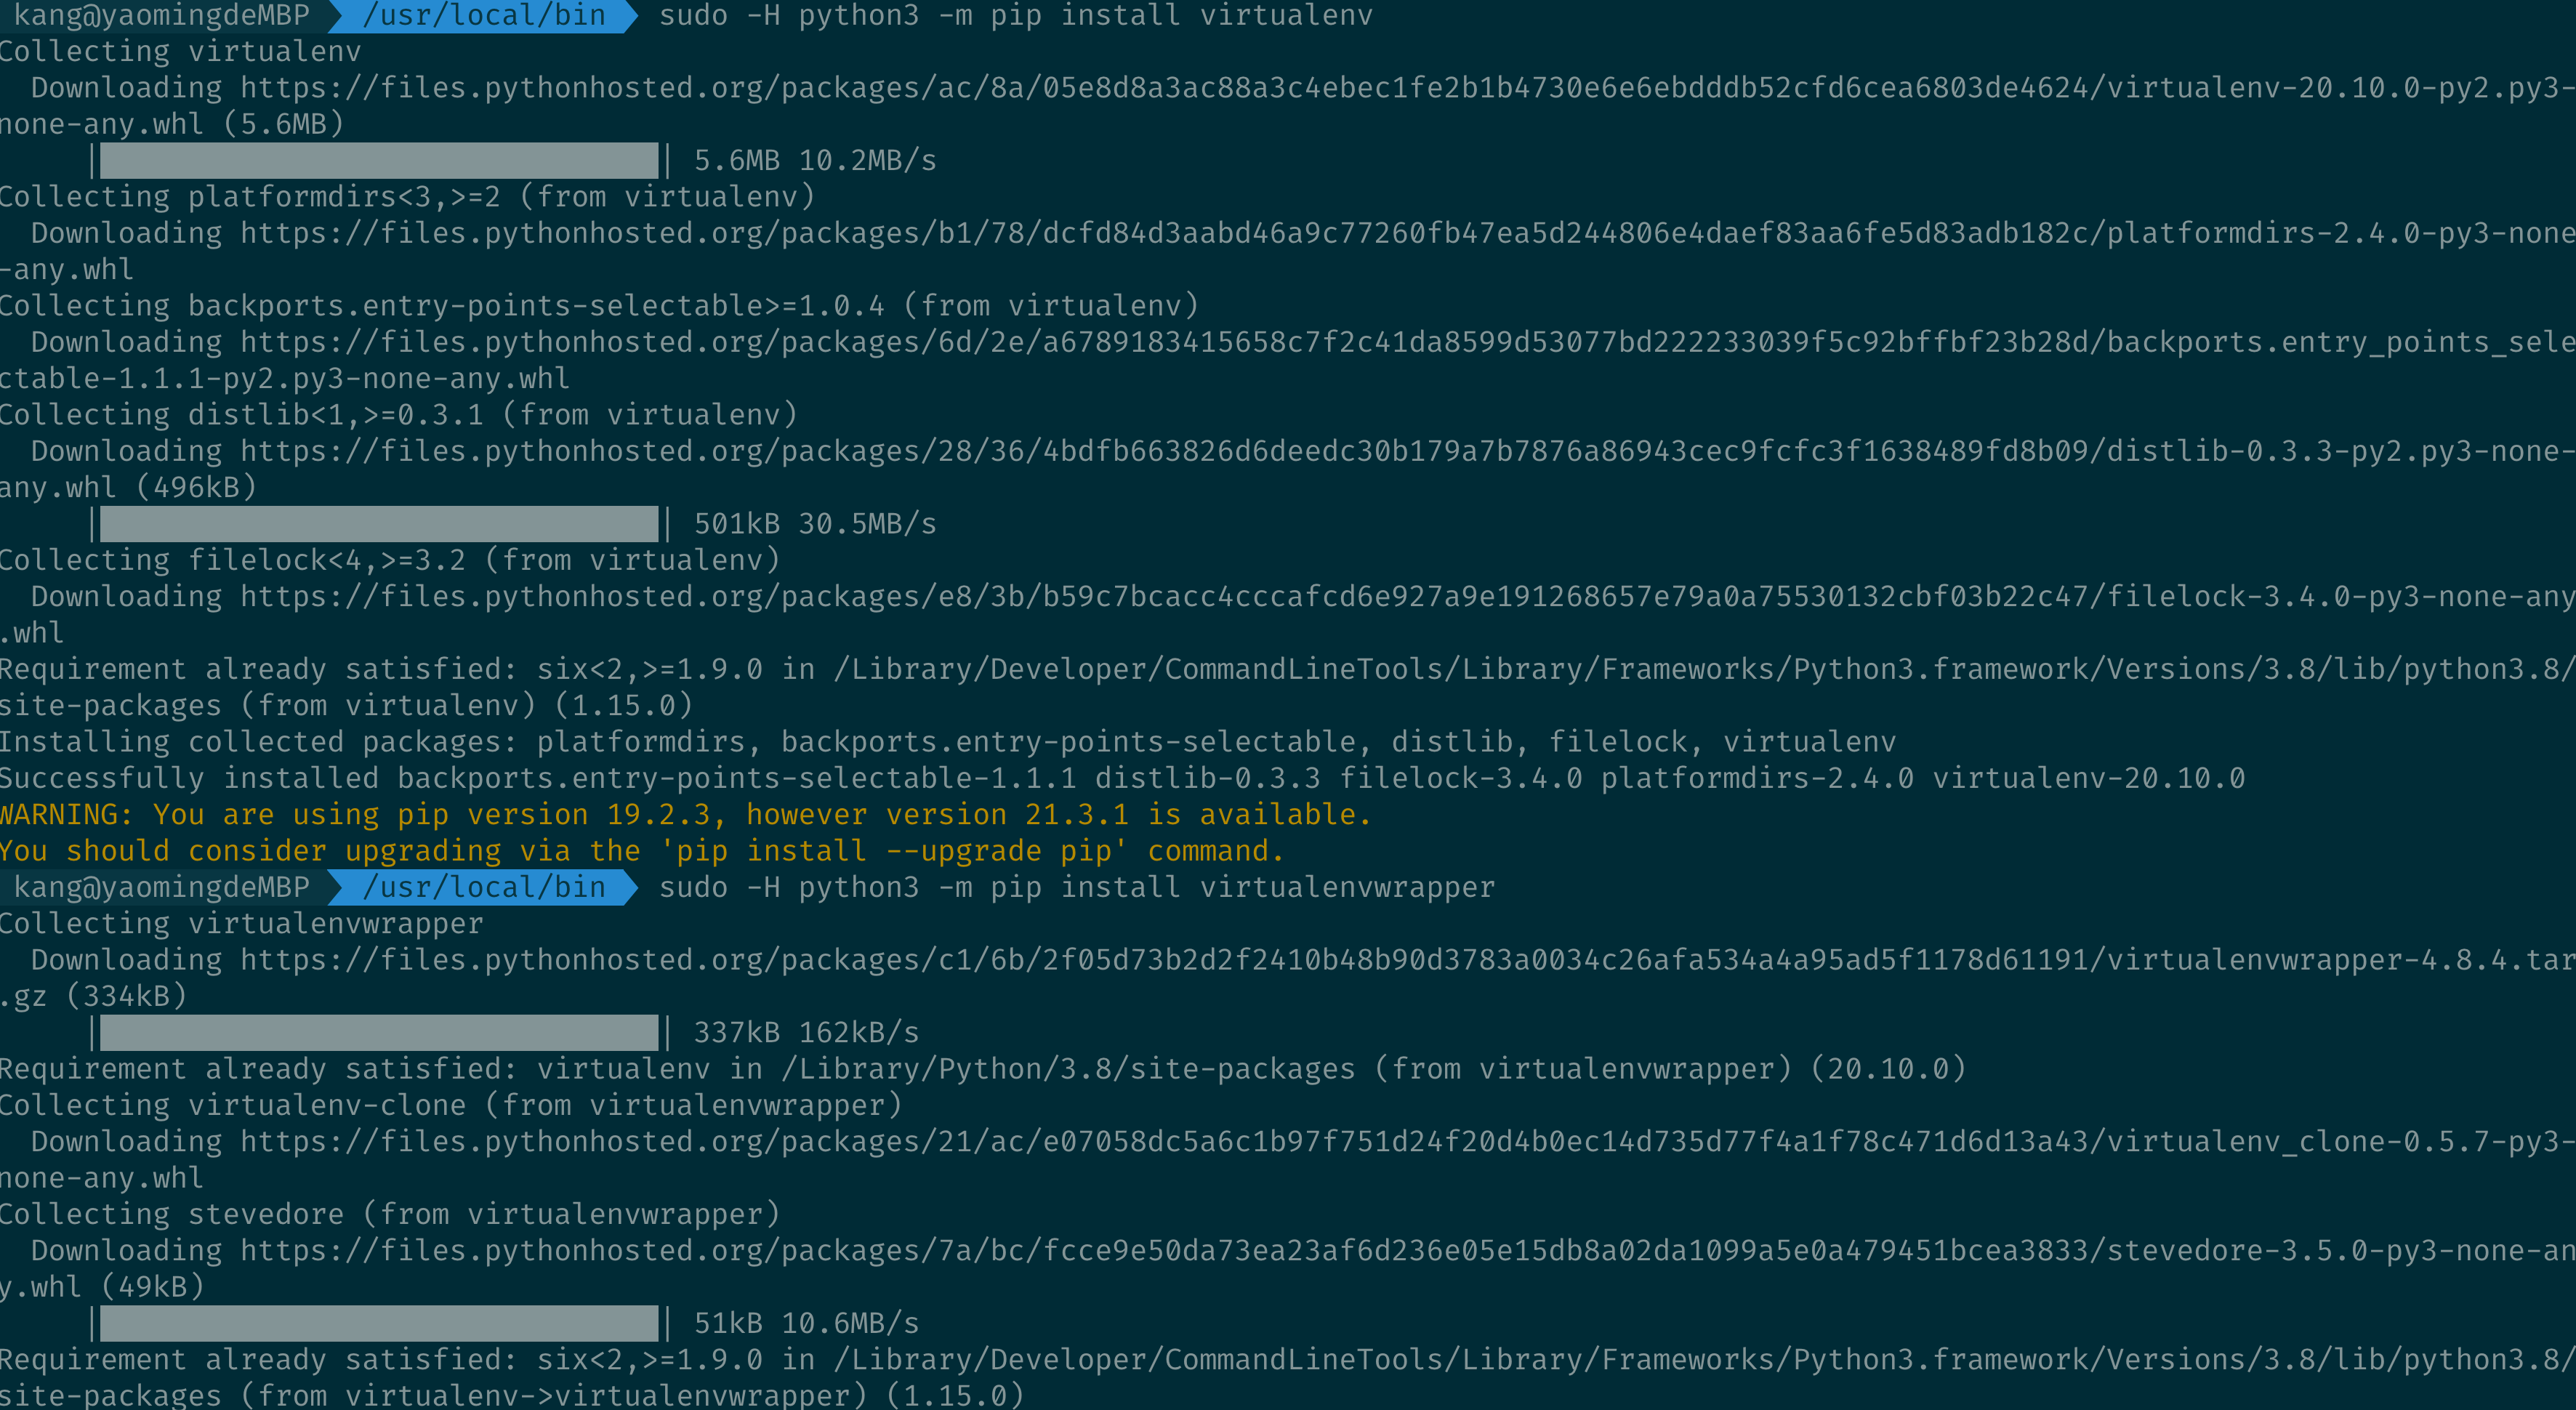 kang@yaomingdeMBP /usr/local/bin sudo -H python3 -m pip install virtualenv
Collecting virtualenv
  Downloading https://files.pythonhosted.org/packages/ac/8a/05e8d8a3ac88a3c4ebec1fe2b1b4730e6e6ebdddb52cfd6cea6803de4624/virtualenv-20.10.0-py2.py3-
none-any.whl (5.6MB)
| 5.6MB 10.2MB/s
Collecting platformdirs<3,>=2 (from virtualenv)
  Downloading https://files.pythonhosted.org/packages/b1/78/dcfd84d3aabd46a9c77260fb47ea5d244806e4daef83aa6fe5d83adb182c/platformdirs-2.4.0-py3-none
-any.whl
Collecting backports.entry-points-selectable>=1.0.4 (from virtualenv)
  Downloading https://files.pythonhosted.org/packages/6d/2e/a6789183415658c7f2c41da8599d53077bd222233039f5c92bffbf23b28d/backports.entry_points_sele
ctable-1.1.1-py2.py3-none-any.whl
Collecting distlib<1,>=0.3.1 (from virtualenv)
  Downloading https://files.pythonhosted.org/packages/28/36/4bdfb663826d6deedc30b179a7b7876a86943cec9fcfc3f1638489fd8b09/distlib-0.3.3-py2.py3-none-
any.whl (496kB)
| 501kB 30.5MB/s
Collecting filelock<4,>=3.2 (from virtualenv)
  Downloading https://files.pythonhosted.org/packages/e8/3b/b59c7bcacc4cccafcd6e927a9e191268657e79a0a75530132cbf03b22c47/filelock-3.4.0-py3-none-any
.whl
Requirement already satisfied: six<2,>=1.9.0 in /Library/Developer/CommandLineTools/Library/Frameworks/Python3.framework/Versions/3.8/lib/python3.8/
site-packages (from virtualenv) (1.15.0)
Installing collected packages: platformdirs, backports.entry-points-selectable, distlib, filelock, virtualenv
Successfully installed backports.entry-points-selectable-1.1.1 distlib-0.3.3 filelock-3.4.0 platformdirs-2.4.0 virtualenv-20.10.0
WARNING: You are using pip version 19.2.3, however version 21.3.1 is available.
You should consider upgrading via the 'pip install --upgrade pip' command.
kang@yaomingdeMBP /usr/local/bin sudo -H python3 -m pip install virtualenvwrapper
Collecting virtualenvwrapper
  Downloading https://files.pythonhosted.org/packages/c1/6b/2f05d73b2d2f2410b48b90d3783a0034c26afa534a4a95ad5f1178d61191/virtualenvwrapper-4.8.4.tar
.gz (334kB)
| 337kB 162kB/s
Requirement already satisfied: virtualenv in /Library/Python/3.8/site-packages (from virtualenvwrapper) (20.10.0)
Collecting virtualenv-clone (from virtualenvwrapper)
  Downloading https://files.pythonhosted.org/packages/21/ac/e07058dc5a6c1b97f751d24f20d4b0ec14d735d77f4a1f78c471d6d13a43/virtualenv_clone-0.5.7-py3-
none-any.whl
Collecting stevedore (from virtualenvwrapper)
  Downloading https://files.pythonhosted.org/packages/7a/bc/fcce9e50da73ea23af6d236e05e15db8a02da1099a5e0a479451bcea3833/stevedore-3.5.0-py3-none-an
y.whl (49kB)
| 51kB 10.6MB/s
Requirement already satisfied: six<2,>=1.9.0 in /Library/Developer/CommandLineTools/Library/Frameworks/Python3.framework/Versions/3.8/lib/python3.8/
site-packages (from virtualenv->virtualenvwrapper) (1.15.0)